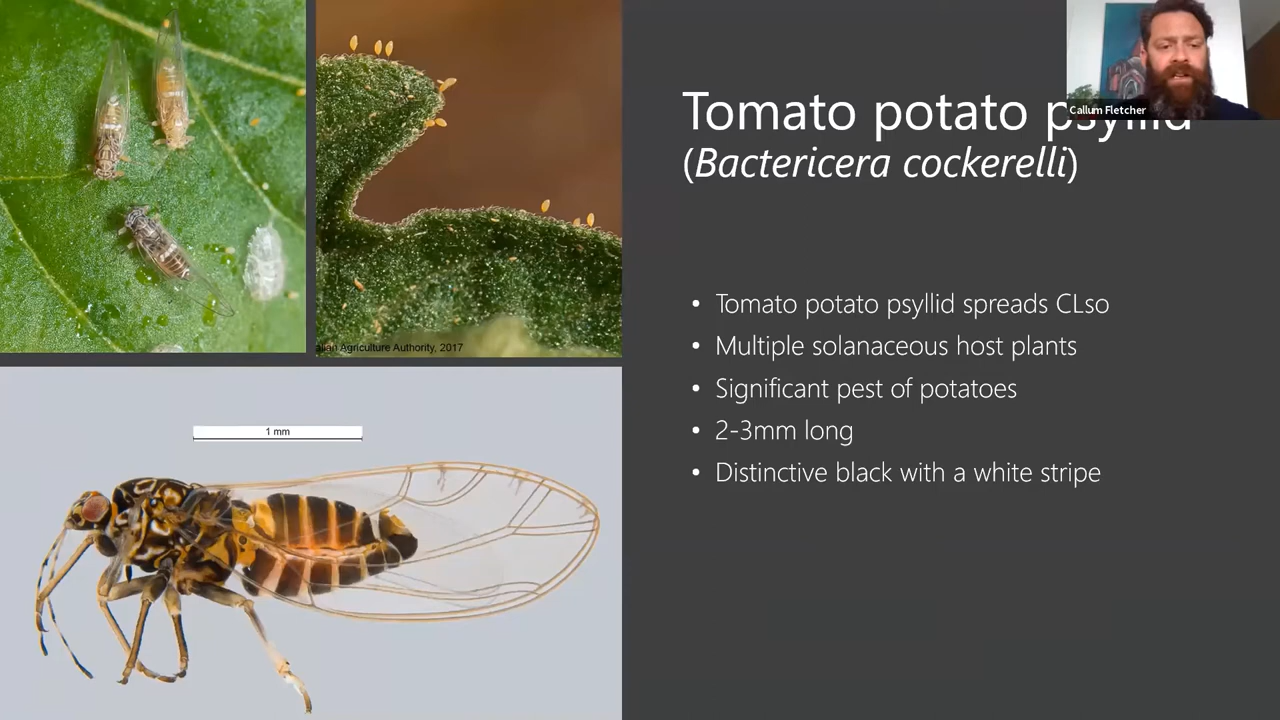 Tomato potato psyllid
(Bactericera cockerelli)
Callum Fletcher
• Tomato potato psyllid spreads CLso
• Multiple solanaceous host plants
• Significant pest of potatoes
• 2-3mm long
• Distinctive black with a white stripe
Agriculture Authority, 2017
1 mm